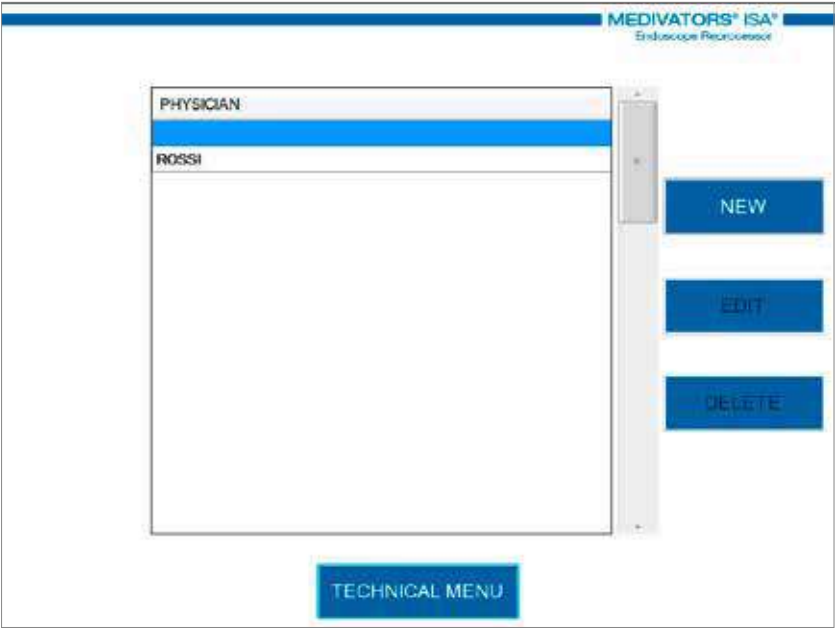 MEDIVATORS® ISA®
Endoscope Reprocessor
PHYSICIAN
ROSSI
NEW
EDIT
DELETE
TECHNICAL MENU